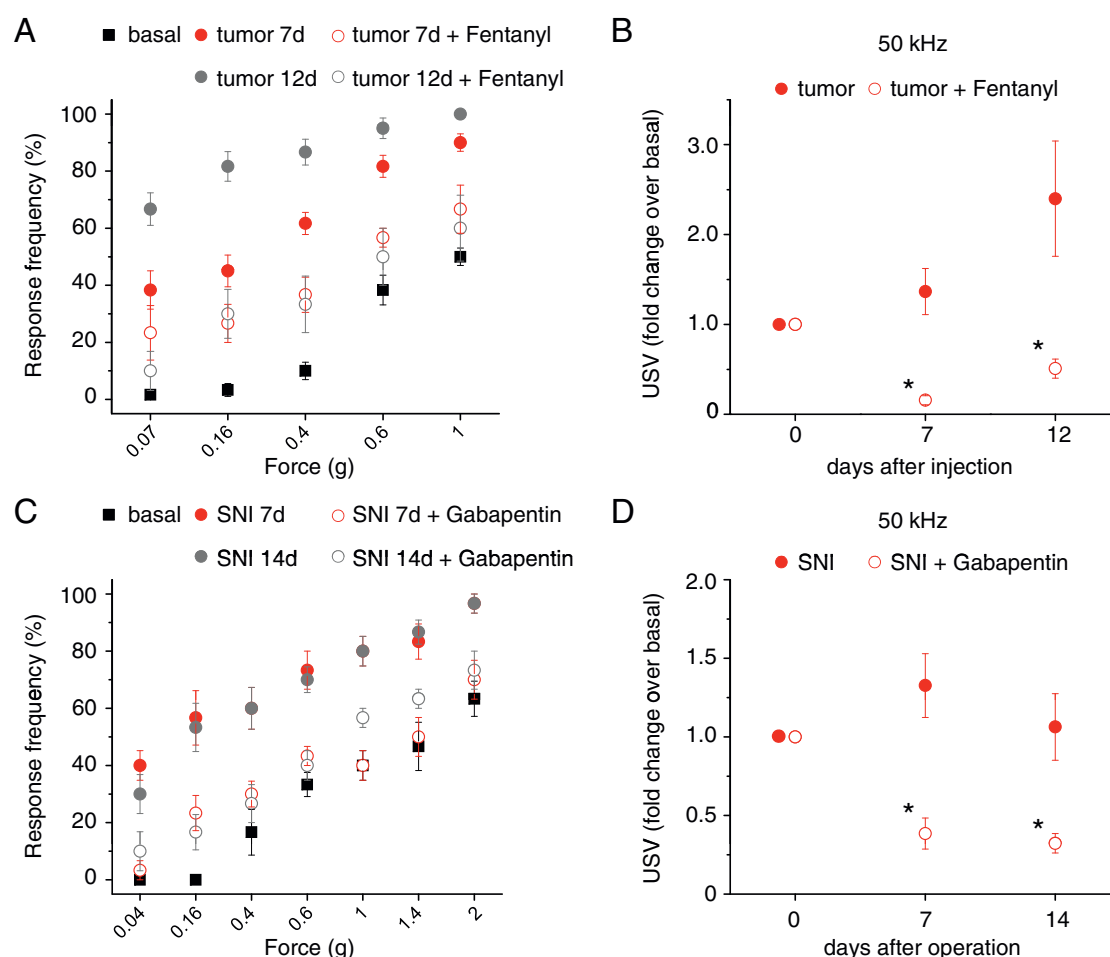 A
basal
tumor 7d
tumor 7d + Fentanyl
tumor 12d
tumor 12d + Fentanyl
Response frequency (%)
100
80
60
40
20
0
0.07
0.16
0.4
0.6
1
Force (g)
B
50 kHz
tumor
tumor + Fentanyl
USV (fold change over basal)
3.0
2.0
1.0
0
*
*
0
7
12
days after injection
C
basal
SNI 7d
SNI 7d + Gabapentin
SNI 14d
SNI 14d + Gabapentin
Response frequency (%)
100
80
60
40
20
0
0.04
0.16
0.4
0.6
1
1.4
2
Force (g)
D
50 kHz
SNI
SNI + Gabapentin
USV (fold change over basal)
2.0
1.5
1.0
0.5
0
*
*
0
7
14
days after operation